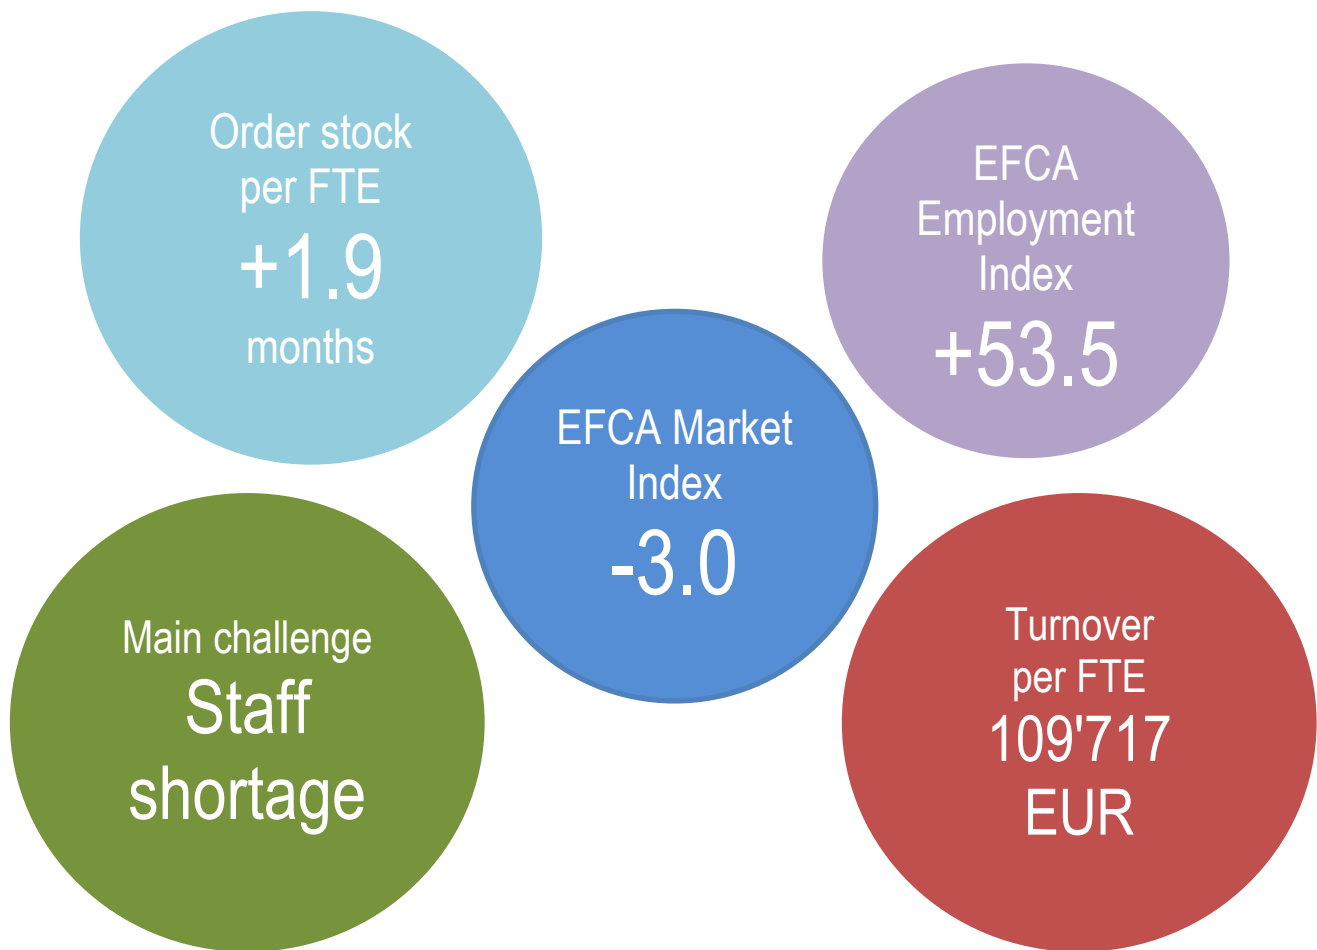 Order stock
per FTE
+1.9
months
EFCA
Employment
Index
+53.5
EFCA Market
Index
-3.0
Main challenge
Staff
shortage
Turnover
per FTE
109'717
EUR